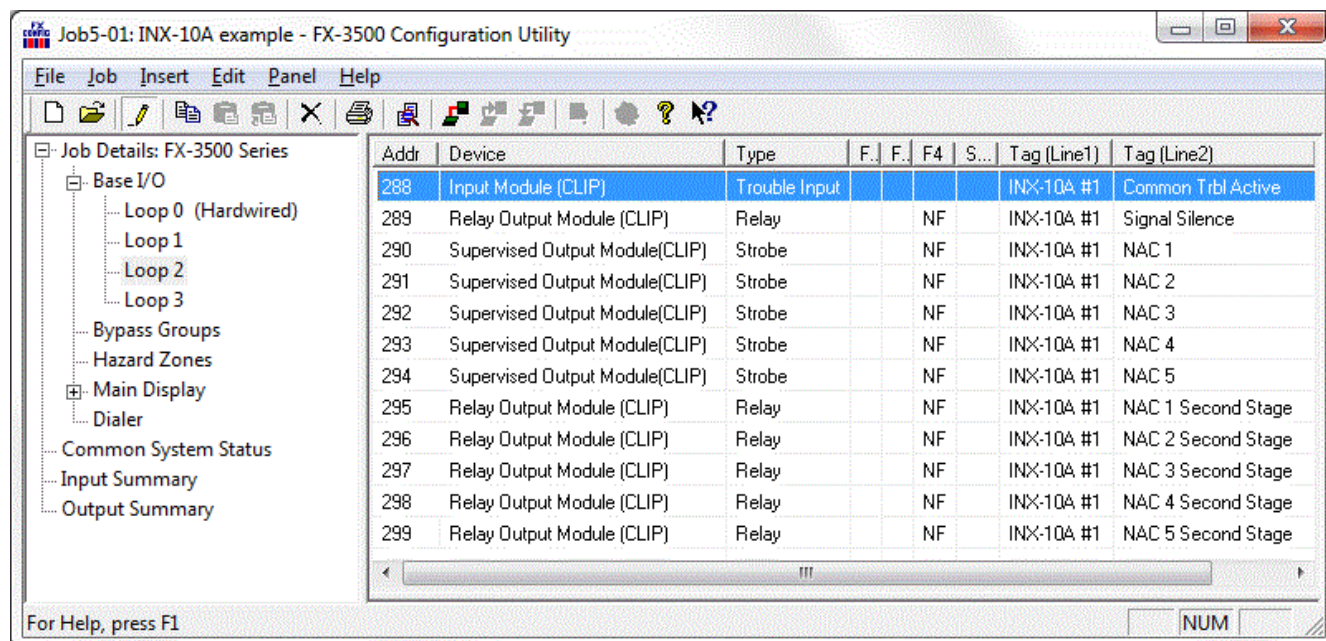 FX CONFIG Job5-01: INX-10A example - FX-3500 Configuration Utility
File Job Insert Edit Panel Help
Job Details: FX-3500 Series
Base I/O
Loop 0 (Hardwired)
Loop 1
Loop 2
Loop 3
Bypass Groups
Hazard Zones
Main Display
Dialer
Common System Status
Input Summary
Output Summary
Addr Device Type F.. F.. F4 S... Tag (Line1) Tag (Line2)
288 Input Module (CLIP) Trouble Input INX-10A #1 Common Trbl Active
289 Relay Output Module (CLIP) Relay NF INX-10A #1 Signal Silence
290 Supervised Output Module(CLIP) Strobe NF INX-10A #1 NAC 1
291 Supervised Output Module(CLIP) Strobe NF INX-10A #1 NAC 2
292 Supervised Output Module(CLIP) Strobe NF INX-10A #1 NAC 3
293 Supervised Output Module(CLIP) Strobe NF INX-10A #1 NAC 4
294 Supervised Output Module(CLIP) Strobe NF INX-10A #1 NAC 5
295 Relay Output Module (CLIP) Relay NF INX-10A #1 NAC 1 Second Stage
296 Relay Output Module (CLIP) Relay NF INX-10A #1 NAC 2 Second Stage
297 Relay Output Module (CLIP) Relay NF INX-10A #1 NAC 3 Second Stage
298 Relay Output Module (CLIP) Relay NF INX-10A #1 NAC 4 Second Stage
299 Relay Output Module (CLIP) Relay NF INX-10A #1 NAC 5 Second Stage
For Help, press F1
NUM